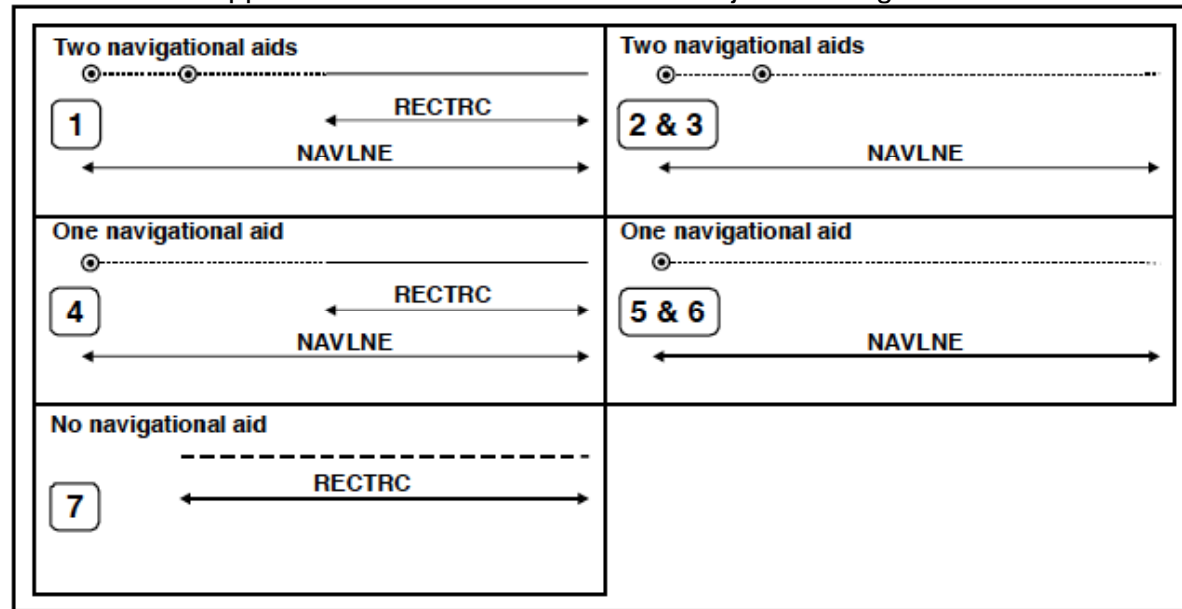 Two navigational aids
1
RECTRC
NAVLNE
Two navigational aids
2 & 3
NAVLNE
One navigational aid
4
RECTRC
NAVLNE
One navigational aid
5 & 6
NAVLNE
No navigational aid
7
RECTRC